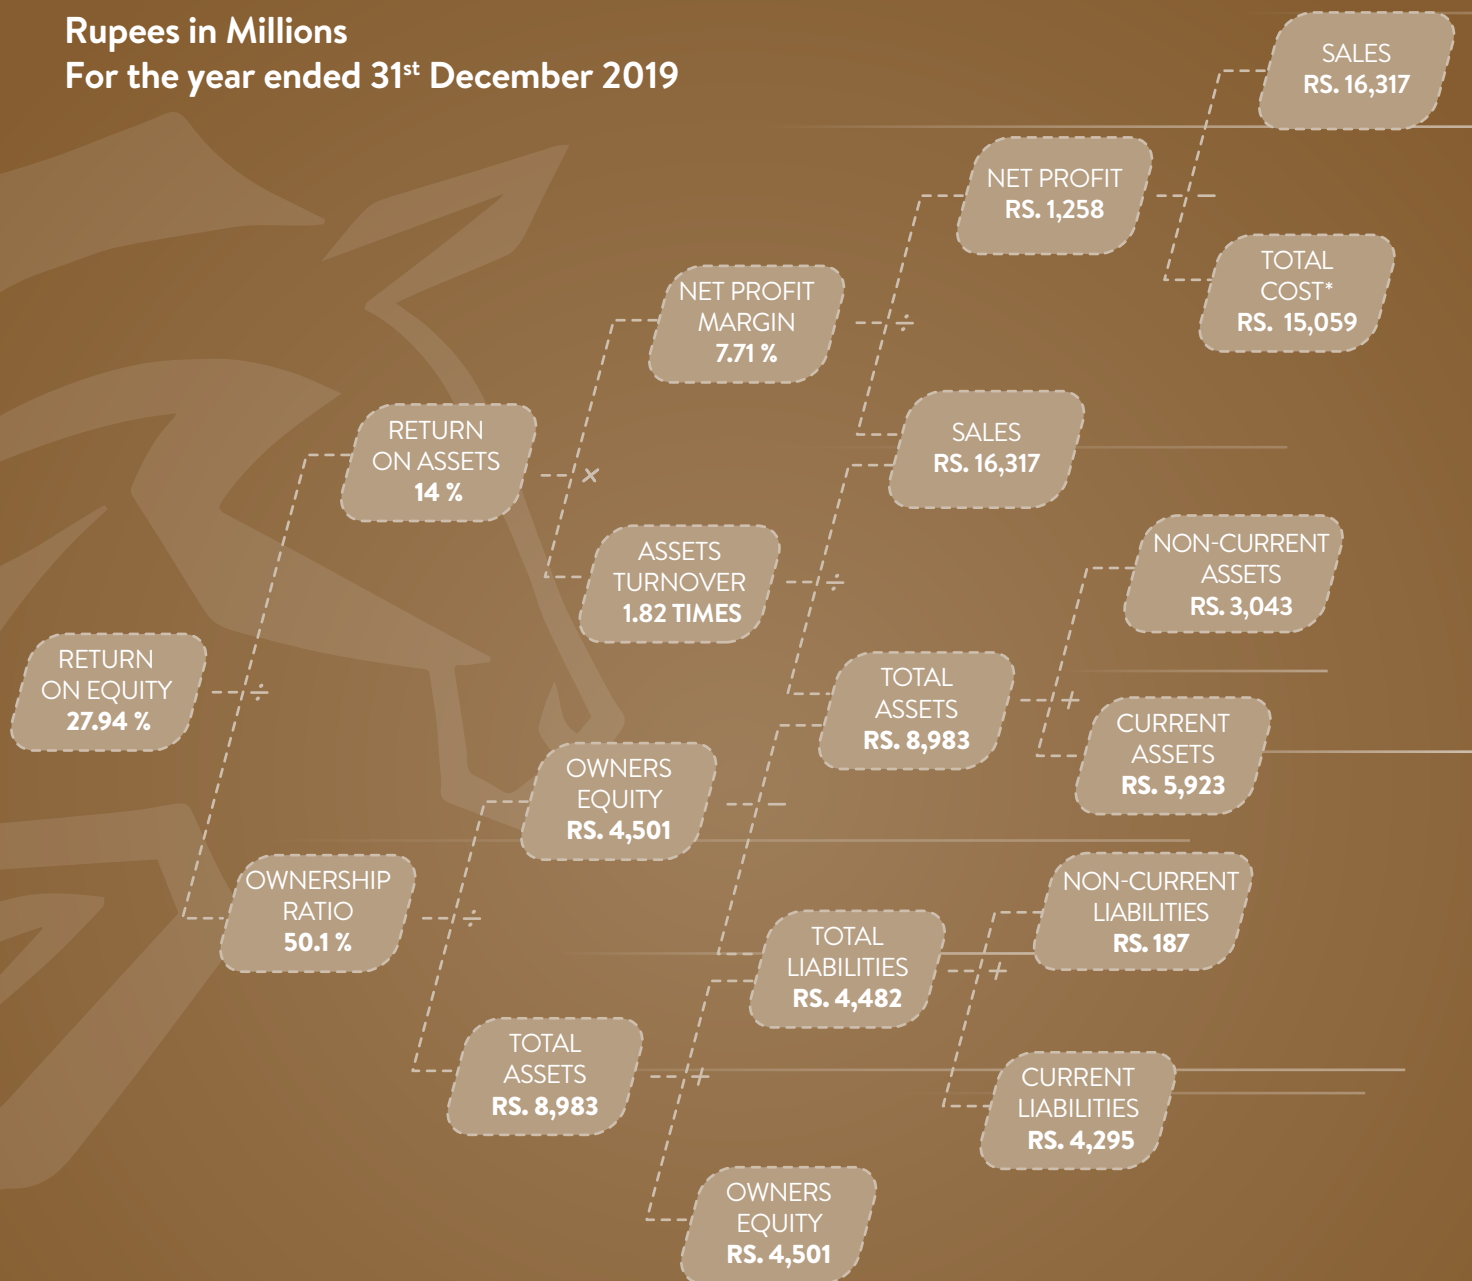 Rupees in Millions
For the year ended 31st December 2019
SALES
RS. 16,317
NET PROFIT
RS. 1,258
TOTAL
COST*
RS. 15,059
NET PROFIT
MARGIN
7.71 %
÷
SALES
RS. 16,317
RETURN
ON ASSETS
14 %
×
ASSETS
TURNOVER
1.82 TIMES
÷
NON-CURRENT
ASSETS
RS. 3,043
RETURN
ON EQUITY
27.94 %
÷
TOTAL
ASSETS
RS. 8,983
+
CURRENT
ASSETS
RS. 5,923
OWNERS
EQUITY
RS. 4,501
–
OWNERSHIP
RATIO
50.1 %
÷
NON-CURRENT
LIABILITIES
RS. 187
TOTAL
LIABILITIES
RS. 4,482
+
TOTAL
ASSETS
RS. 8,983
+
CURRENT
LIABILITIES
RS. 4,295
OWNERS
EQUITY
RS. 4,501